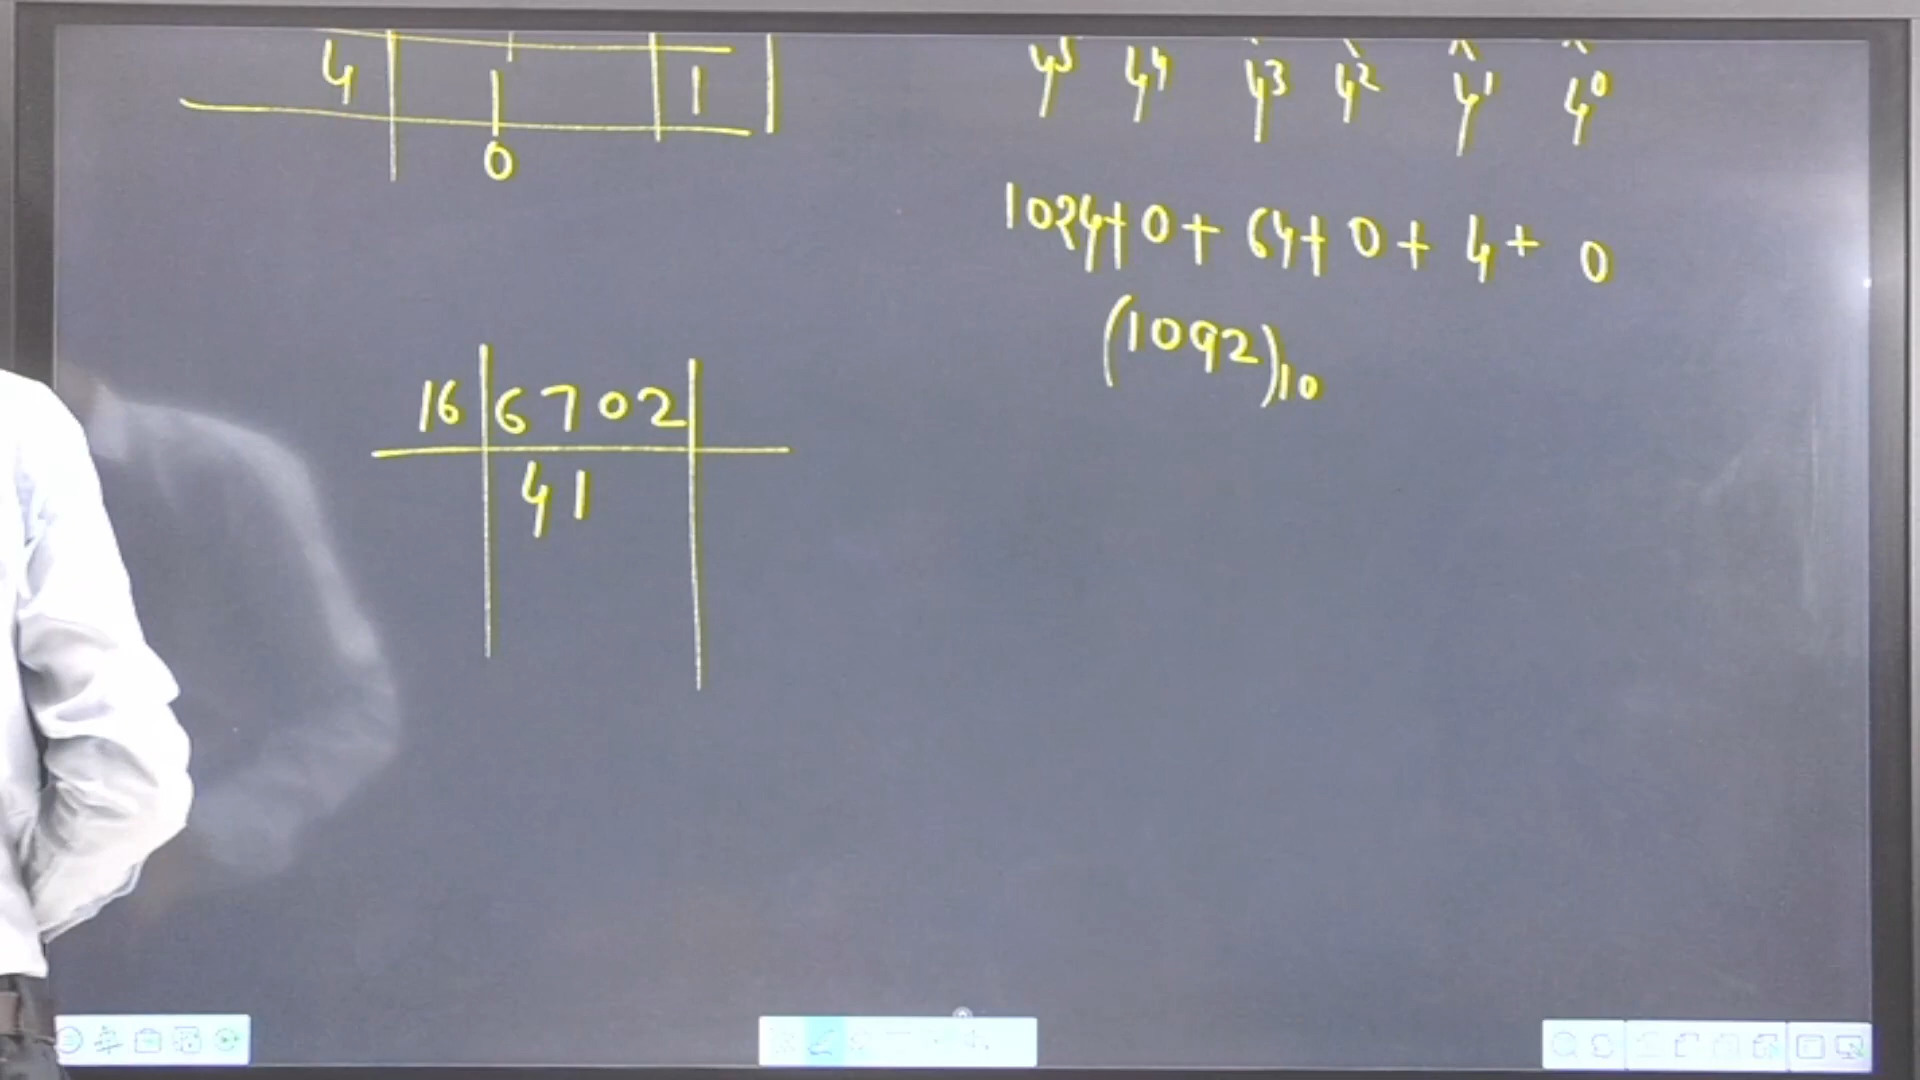 4 | 1 | 1 |
0
16 | 6702 |
41
4⁵ 4⁴ 4³ 4² 4¹ 4⁰
1024+0+64+0+4+0
(1092)₁₀